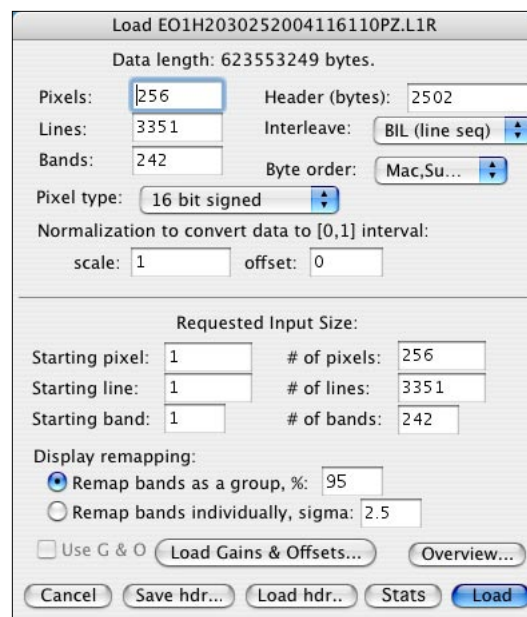 Load EO1H2030252004116110PZ.L1R
Data length: 623553249 bytes.
Pixels: 256 Header (bytes): 2502
Lines: 3351 Interleave: BIL (line seq)
Bands: 242 Byte order: Mac,Su...
Pixel type: 16 bit signed
Normalization to convert data to [0,1] interval:
scale: 1 offset: 0
Requested Input Size:
Starting pixel: 1 # of pixels: 256
Starting line: 1 # of lines: 3351
Starting band: 1 # of bands: 242
Display remapping:
Remap bands as a group, %: 95
Remap bands individually, sigma: 2.5
Use G & O Load Gains & Offsets... Overview...
Cancel Save hdr... Load hdr.. Stats Load